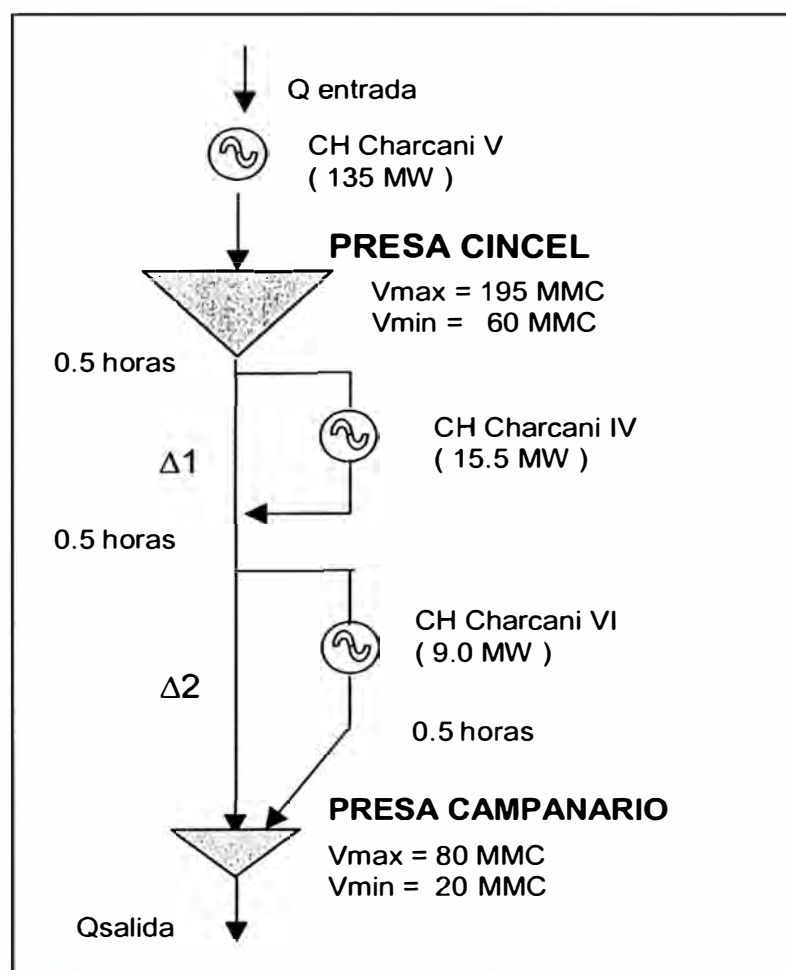 Q entrada
CH Charcani V
( 135 MW )
PRESA CINCEL
Vmax = 195 MMC
Vmin = 60 MMC
0.5 horas
CH Charcani IV
( 15.5 MW )
Δ1
0.5 horas
CH Charcani VI
( 9.0 MW )
Δ2
0.5 horas
PRESA CAMPANARIO
Vmax = 80 MMC
Vmin = 20 MMC
Qsalida